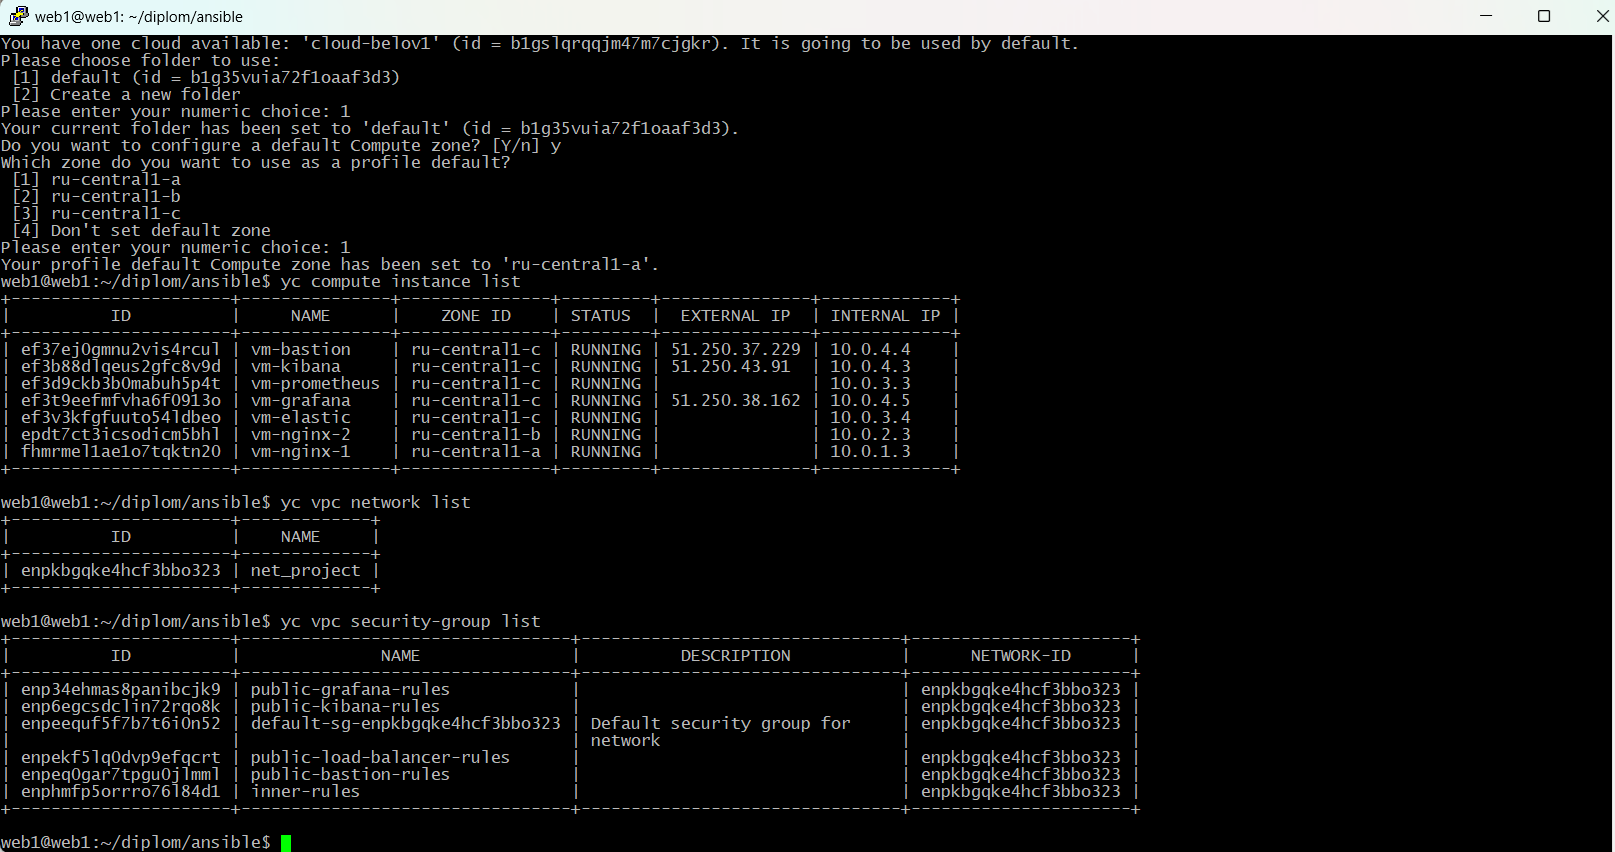 web1@web1: ~/diplom/ansible
You have one cloud available: 'cloud-belov1' (id = b1gslqrqqjm47m7cjgkr). It is going to be used by default.
Please choose folder to use:
 [1] default (id = b1g35vuia72f1oaaf3d3)
 [2] Create a new folder
Please enter your numeric choice: 1
Your current folder has been set to 'default' (id = b1g35vuia72f1oaaf3d3).
Do you want to configure a default Compute zone? [Y/n] y
Which zone do you want to use as a profile default?
 [1] ru-central1-a
 [2] ru-central1-b
 [3] ru-central1-c
 [4] Don't set default zone
Please enter your numeric choice: 1
Your profile default Compute zone has been set to 'ru-central1-a'.
web1@web1:~/diplom/ansible$ yc compute instance list
+----------------------+---------------+---------------+---------+---------------+-------------+
|          ID          |     NAME      |    ZONE ID    | STATUS  |  EXTERNAL IP  | INTERNAL IP |
+----------------------+---------------+---------------+---------+---------------+-------------+
| ef37ej0gmnu2vis4rcul | vm-bastion    | ru-central1-c | RUNNING | 51.250.37.229 | 10.0.4.4    |
| ef3b88dlqeus2gfc8v9d | vm-kibana     | ru-central1-c | RUNNING | 51.250.43.91  | 10.0.4.3    |
| ef3d9ckb3b0mabuh5p4t | vm-prometheus | ru-central1-c | RUNNING |               | 10.0.3.3    |
| ef3t9eefmfvha6f0913o | vm-grafana    | ru-central1-c | RUNNING | 51.250.38.162 | 10.0.4.5    |
| ef3v3kfgfuuto54ldbeo | vm-elastic    | ru-central1-c | RUNNING |               | 10.0.3.4    |
| epdt7ct3icsodicm5bhl | vm-nginx-2    | ru-central1-b | RUNNING |               | 10.0.2.3    |
| fhmrmel1ae1o7tqktn20 | vm-nginx-1    | ru-central1-a | RUNNING |               | 10.0.1.3    |
+----------------------+---------------+---------------+---------+---------------+-------------+
web1@web1:~/diplom/ansible$ yc vpc network list
+----------------------+-------------+
|          ID          |    NAME     |
+----------------------+-------------+
| enpkbgqke4hcf3bbo323 | net_project |
+----------------------+-------------+
web1@web1:~/diplom/ansible$ yc vpc security-group list
+----------------------+---------------------------------+--------------------------------+----------------------+
|          ID          |              NAME               |          DESCRIPTION           |      NETWORK-ID      |
+----------------------+---------------------------------+--------------------------------+----------------------+
| enp34ehmas8panibcjk9 | public-grafana-rules            |                                | enpkbgqke4hcf3bbo323 |
| enp6egcsdclin72rqo8k | public-kibana-rules             |                                | enpkbgqke4hcf3bbo323 |
| enpeequf5f7b7t6i0n52 | default-sg-enpkbgqke4hcf3bbo323 | Default security group for     | enpkbgqke4hcf3bbo323 |
|                      |                                 | network                        |                      |
| enpekf5lq0dvp9efqcrt | public-load-balancer-rules      |                                | enpkbgqke4hcf3bbo323 |
| enpeq0gar7tpgu0jlmml | public-bastion-rules            |                                | enpkbgqke4hcf3bbo323 |
| enphmfp5orrro76l84d1 | inner-rules                     |                                | enpkbgqke4hcf3bbo323 |
+----------------------+---------------------------------+--------------------------------+----------------------+
web1@web1:~/diplom/ansible$